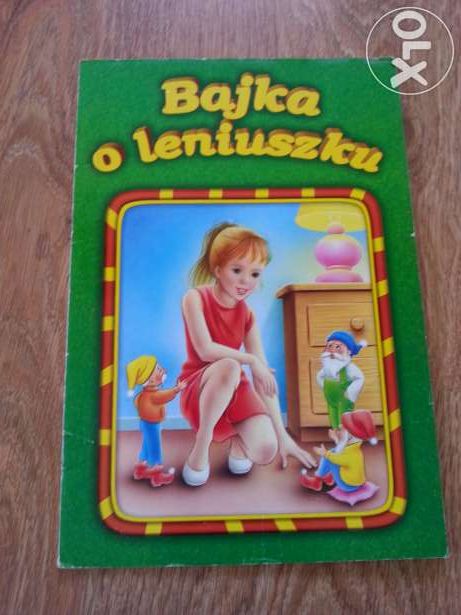 OLX
Bajka
o leniuszku